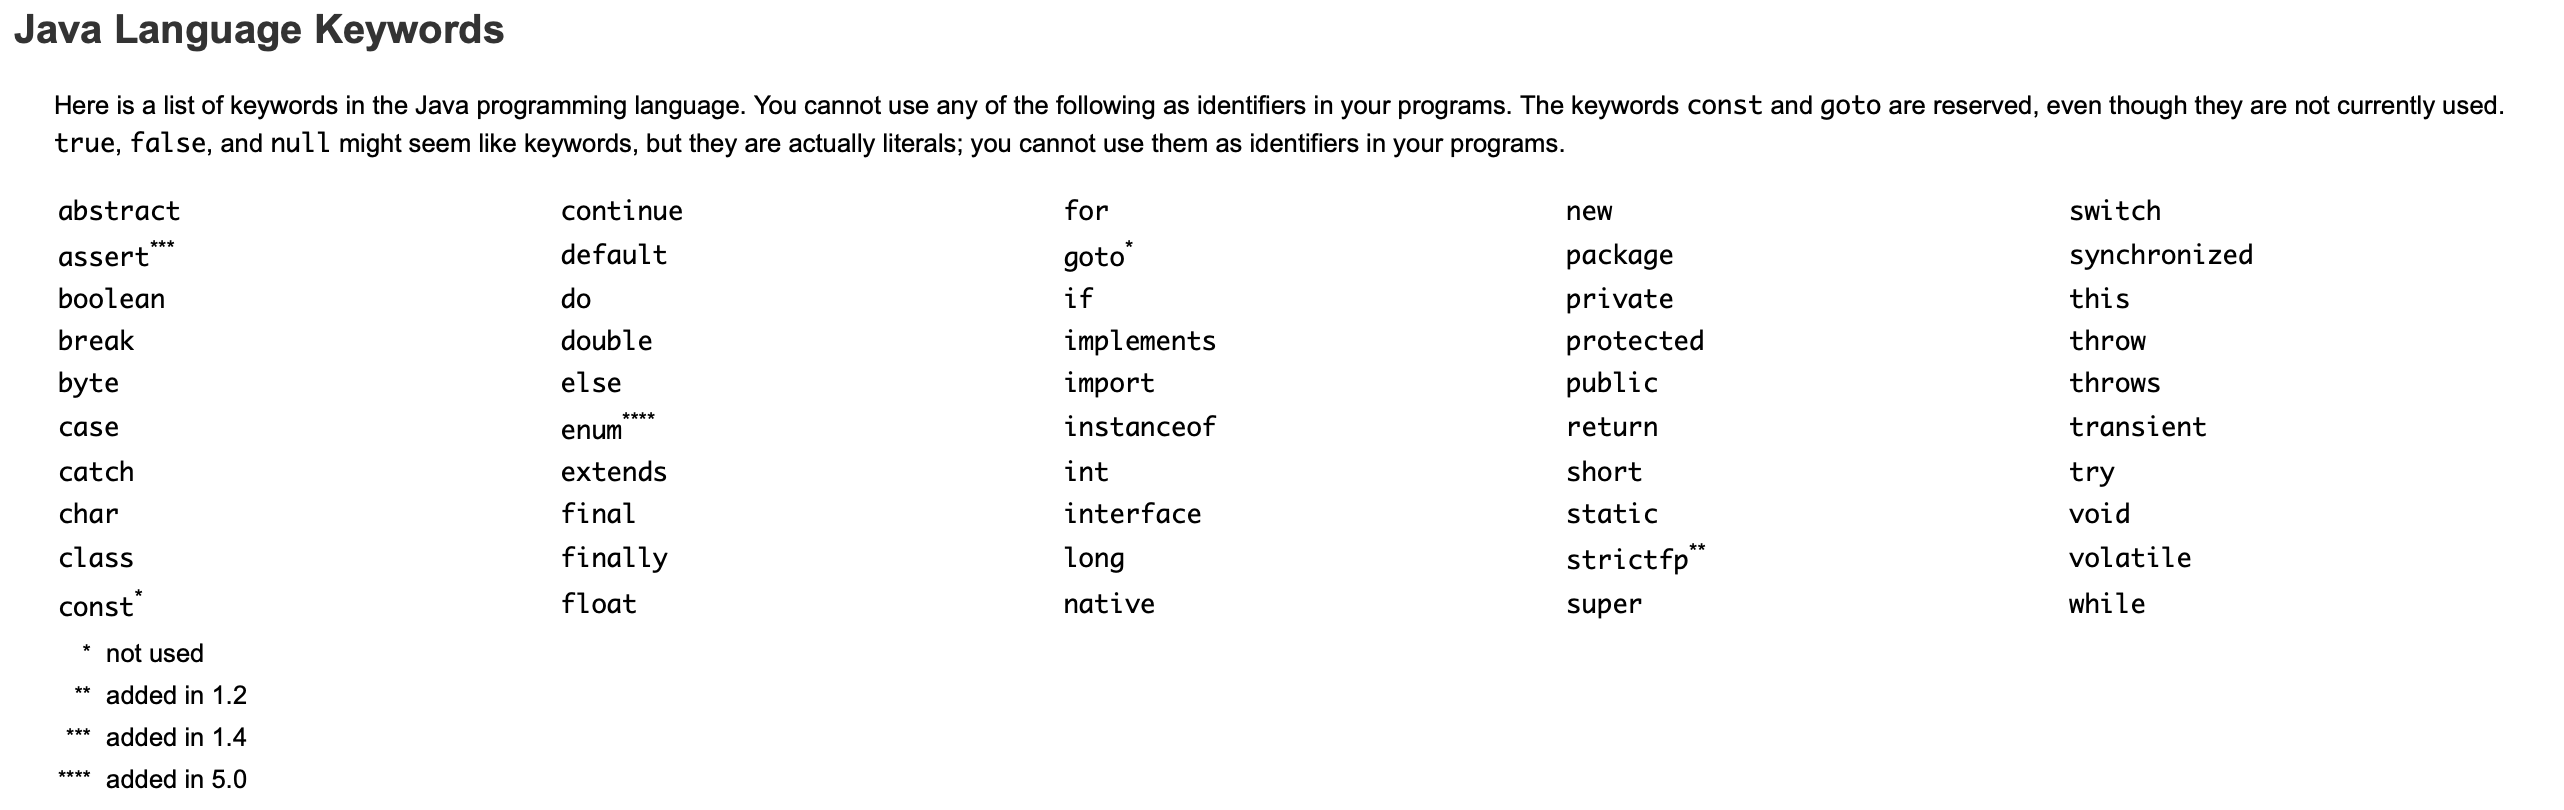 Java Language Keywords
Here is a list of keywords in the Java programming language. You cannot use any of the following as identifiers in your programs. The keywords const and goto are reserved, even though they are not currently used.
true, false, and null might seem like keywords, but they are actually literals; you cannot use them as identifiers in your programs.
abstract continue for new switch
assert*** default goto* package synchronized
boolean do if private this
break double implements protected throw
byte else import public throws
case enum**** instanceof return transient
catch extends int short try
char final interface static void
class finally long strictfp** volatile
const* float native super while
* not used
** added in 1.2
*** added in 1.4
**** added in 5.0